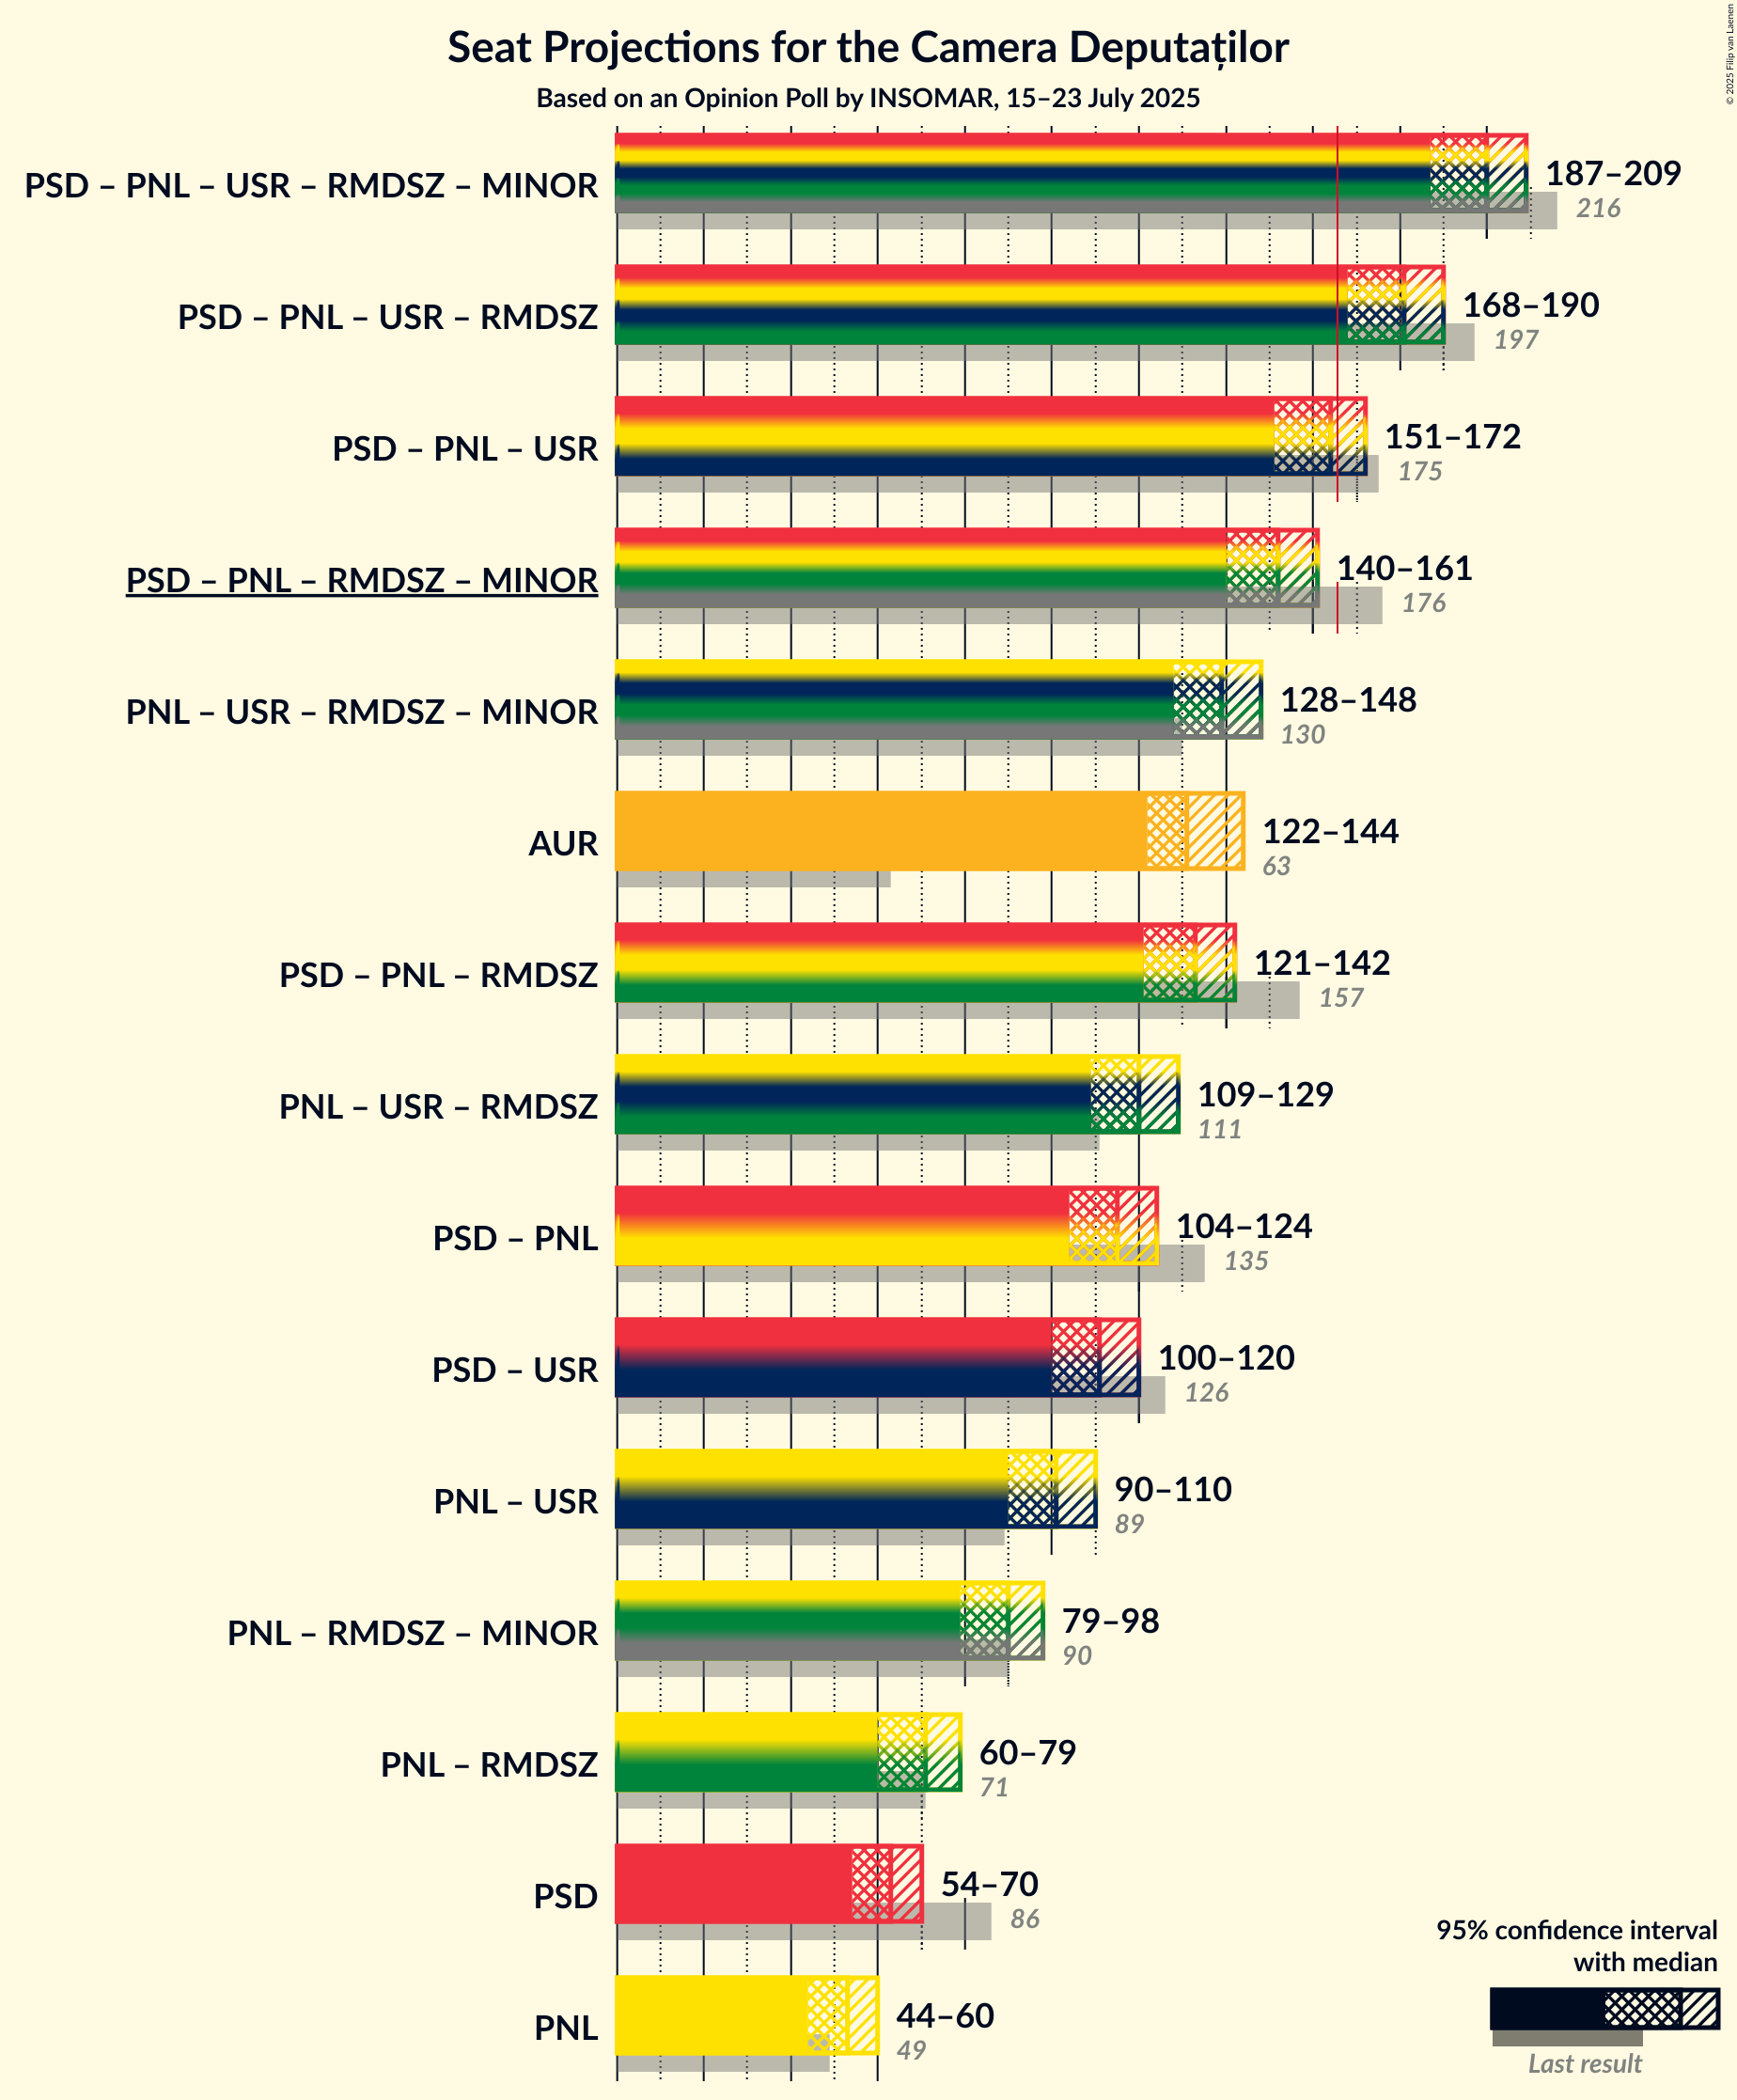 Seat Projections for the Camera Deputaților
Based on an Opinion Poll by INSOMAR, 15–23 July 2025
© 2025 Filip van Laenen
PSD – PNL – USR – RMDSZ – MINOR
187–209
216
PSD – PNL – USR – RMDSZ
168–190
197
PSD – PNL – USR
151–172
175
PSD – PNL – RMDSZ – MINOR
140–161
176
PNL – USR – RMDSZ – MINOR
128–148
130
AUR
122–144
63
PSD – PNL – RMDSZ
121–142
157
PNL – USR – RMDSZ
109–129
111
PSD – PNL
104–124
135
PSD – USR
100–120
126
PNL – USR
90–110
89
PNL – RMDSZ – MINOR
79–98
90
PNL – RMDSZ
60–79
71
PSD
54–70
86
PNL
44–60
49
95% confidence interval
with median
Last result